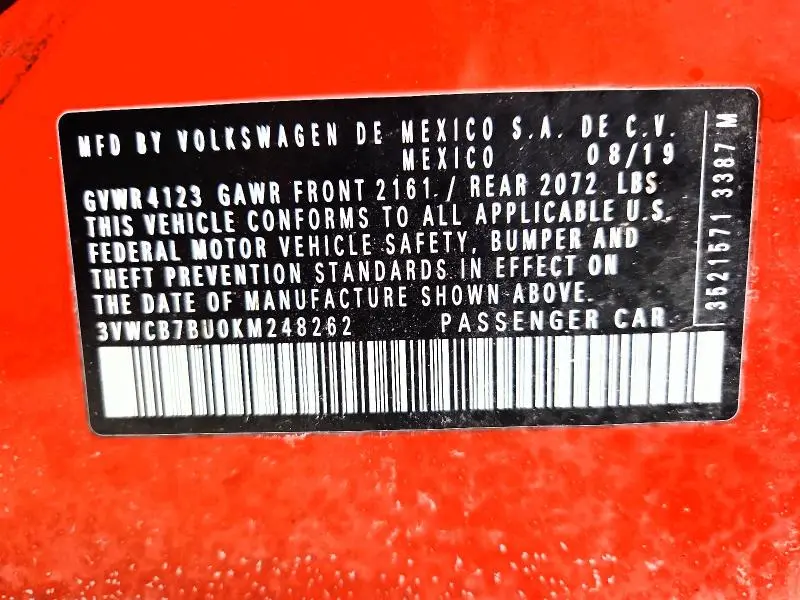 MFD BY VOLKSWAGEN DE MEXICO S.A. DE C.V.
MEXICO 08/19
GVWR 4123 GAWR FRONT 2161./ REAR 2072 LBS
THIS VEHICLE CONFORMS TO ALL APPLICABLE U.S.
FEDERAL MOTOR VEHICLE SAFETY, BUMPER AND
THEFT PREVENTION STANDARDS IN EFFECT ON
THE DATE OF MANUFACTURE SHOWN ABOVE.
3VWCB7BU0KM248262 PASSENGER CAR
3521571 3387 M